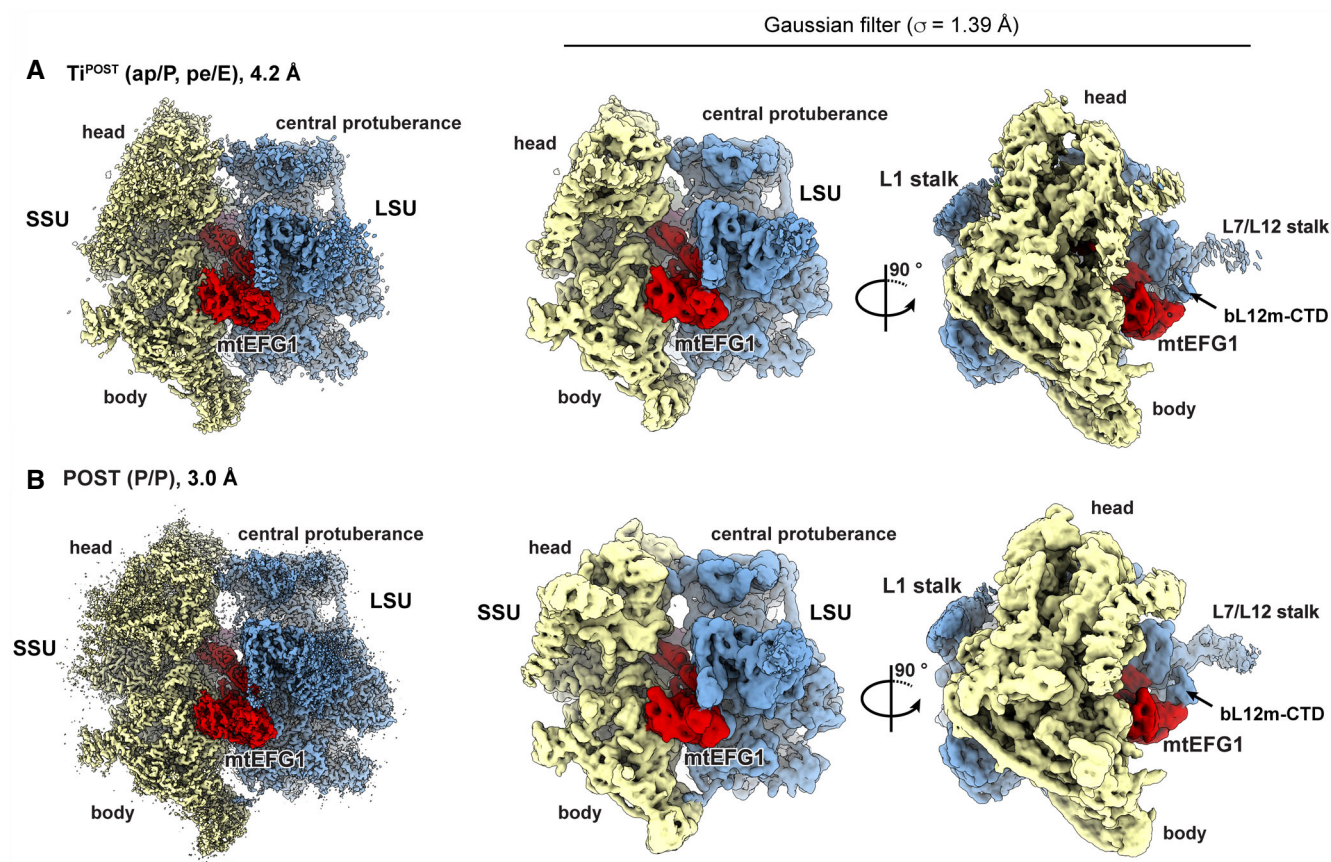 Gaussian filter (σ = 1.39 Å)
A Ti^POST (ap/P, pe/E), 4.2 Å
head
central protuberance
SSU
LSU
mtEFG1
body
head
central protuberance
LSU
mtEFG1
body
90 °
head
L1 stalk
L7/L12 stalk
bL12m-CTD
mtEFG1
body
B POST (P/P), 3.0 Å
head
central protuberance
SSU
LSU
mtEFG1
body
head
central protuberance
SSU
LSU
mtEFG1
body
90 °
head
L1 stalk
L7/L12 stalk
bL12m-CTD
mtEFG1
body